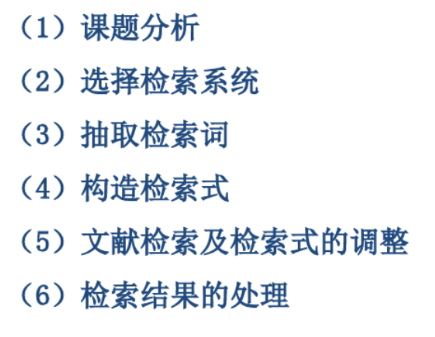 （1）课题分析
（2）选择检索系统
（3）抽取检索词
（4）构造检索式
（5）文献检索及检索式的调整
（6）检索结果的处理